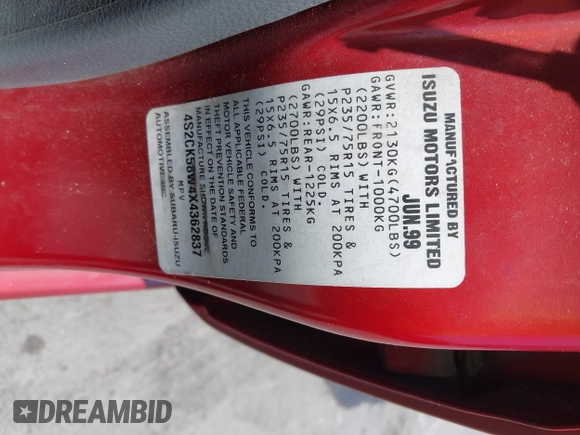 MANUFACTURED BY
ISUZU MOTORS LIMITED
JUN.99
GVWR:2130KG(4700LBS)
GAWR:FRONT-1000KG
(2200LBS) WITH
P235/75R15 TIRES &
15X6.5 RIMS AT 200KPA
(29PSI) COLD.
GAWR:REAR-1225KG
(2700LBS) WITH
P235/75R15 TIRES &
15X6.5 RIMS AT 200KPA
(29PSI) COLD.
THIS VEHICLE CONFORMS TO
ALL APPLICABLE FEDERAL
MOTOR VEHICLE SAFETY AND
THEFT PREVENTION STANDARDS
IN EFFECT ON THE DATE OF
MANUFACTURE SHOWN ABOVE
4S2CK58W4X4362837
MPV
ASSEMBLED BY SUBARU-ISUZU
AUTOMOTIVE INC.
DREAMBID